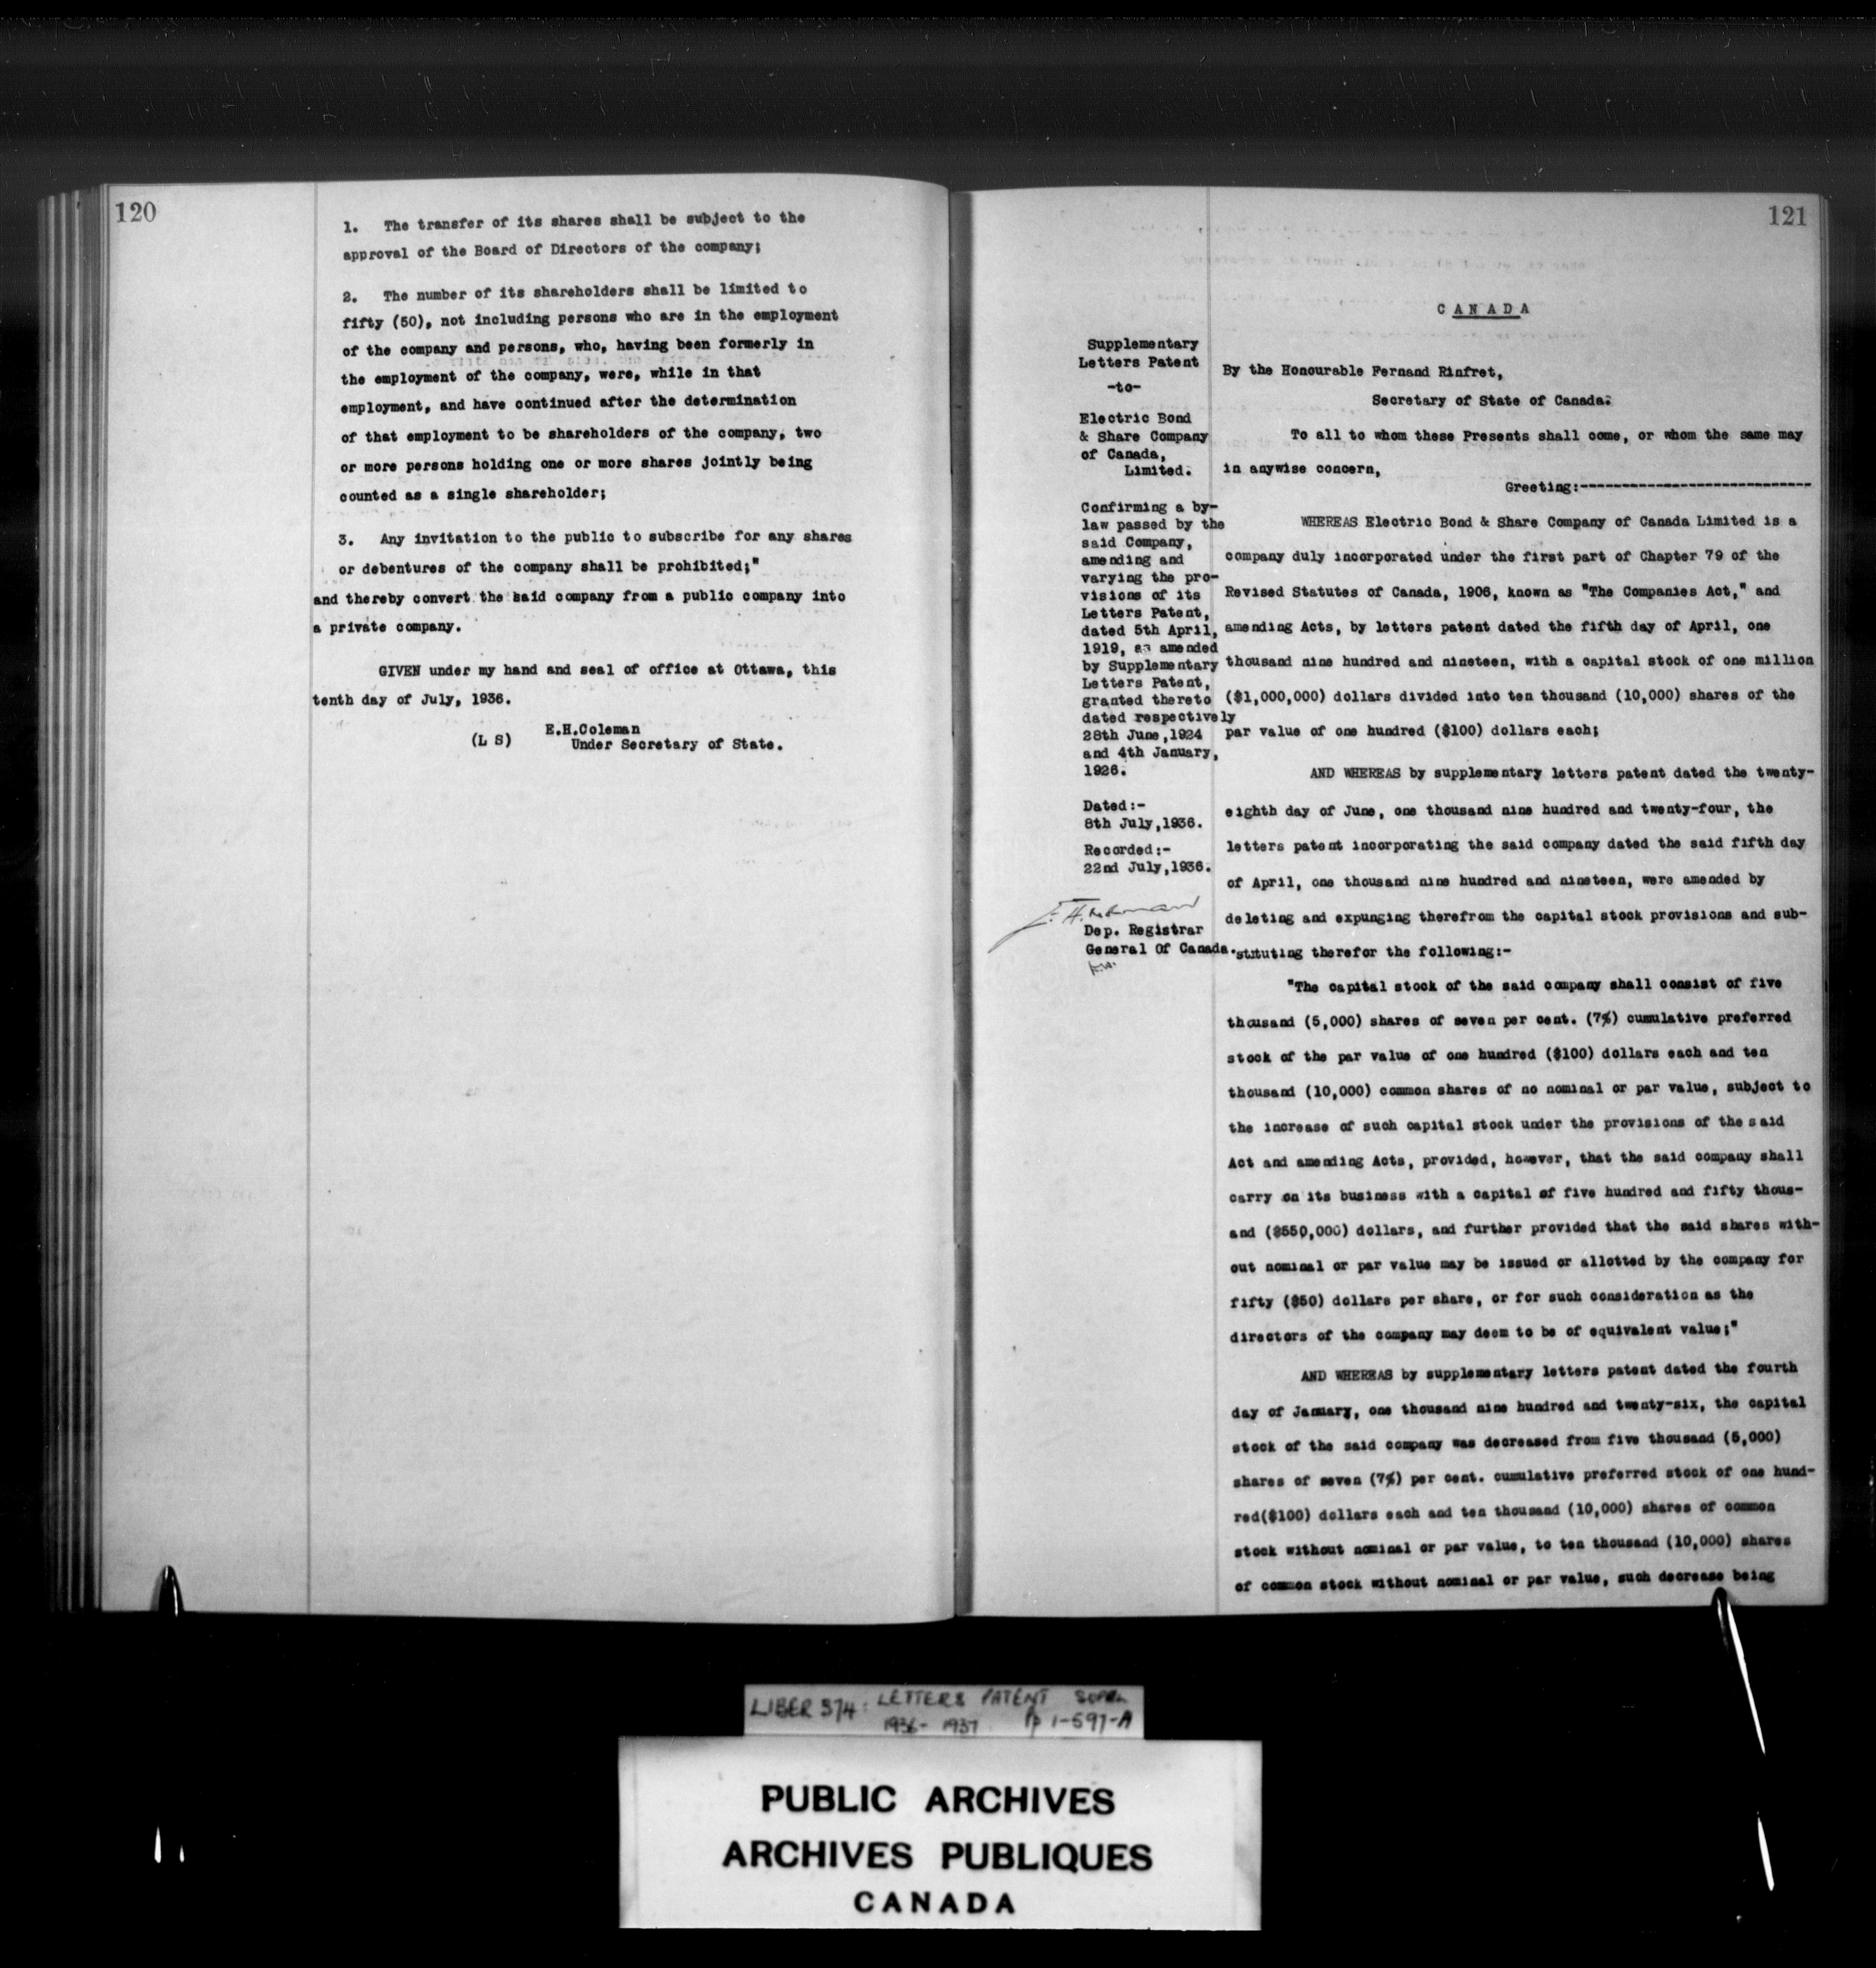 120
1. The transfer of its shares shall be subject to the
approval of the Board of Directors of the company;
2. The number of its shareholders shall be limited to
fifty (50), not including persons who are in the employment
of the company and persons, who, having been formerly in
the employment of the company, were, while in that
employment, and have continued after the determination
of that employment to be shareholders of the company, two
or more persons holding one or more shares jointly being
counted as a single shareholder;
3. Any invitation to the public to subscribe for any shares
or debentures of the company shall be prohibited;"
and thereby convert the said company from a public company into
a private company.
GIVEN under my hand and seal of office at Ottawa, this
tenth day of July, 1936.
E.H.Coleman
(L S) Under Secretary of State.
121
Supplementary
Letters Patent
-to-
Electric Bond
& Share Company
of Canada,
Limited.
Confirming a by-
law passed by the
said Company,
amending and
varying the pro-
visions of its
Letters Patent,
dated 5th April,
1919, as amended
by Supplementary
Letters Patent,
granted thereto
dated respectively
28th June,1924
and 4th January,
1926.
Dated:-
8th July,1936.
Recorded:-
22nd July,1936.
Dep. Registrar
General Of Canada.
CANADA
By the Honourable Fernand Rinfret,
Secretary of State of Canada.
To all to whom these Presents shall come, or whom the same may
in anywise concern,
Greeting:----------------------------
WHEREAS Electric Bond & Share Company of Canada Limited is a
company duly incorporated under the first part of Chapter 79 of the
Revised Statutes of Canada, 1906, known as "The Companies Act," and
amending Acts, by letters patent dated the fifth day of April, one
thousand nine hundred and nineteen, with a capital stock of one million
($1,000,000) dollars divided into ten thousand (10,000) shares of the
par value of one hundred ($100) dollars each;
AND WHEREAS by supplementary letters patent dated the twenty-
eighth day of June, one thousand nine hundred and twenty-four, the
letters patent incorporating the said company dated the said fifth day
of April, one thousand nine hundred and nineteen, were amended by
deleting and expunging therefrom the capital stock provisions and sub-
stituting therefor the following:-
"The capital stock of the said company shall consist of five
thousand (5,000) shares of seven per cent. (7%) cumulative preferred
stock of the par value of one hundred ($100) dollars each and ten
thousand (10,000) common shares of no nominal or par value, subject to
the increase of such capital stock under the provisions of the said
Act and amending Acts, provided, however, that the said company shall
carry on its business with a capital of five hundred and fifty thous-
and ($550,000) dollars, and further provided that the said shares with-
out nominal or par value may be issued or allotted by the company for
fifty ($50) dollars per share, or for such consideration as the
directors of the company may deem to be of equivalent value;"
AND WHEREAS by supplementary letters patent dated the fourth
day of January, one thousand nine hundred and twenty-six, the capital
stock of the said company was decreased from five thousand (5,000)
shares of seven (7%) per cent. cumulative preferred stock of one hund-
red($100) dollars each and ten thousand (10,000) shares of common
stock without nominal or par value, to ten thousand (10,000) shares
of common stock without nominal or par value, such decrease being
LIBER 374: LETTERS PATENT SUPPL
1936-1937 Pp 1-597-A
PUBLIC ARCHIVES
ARCHIVES PUBLIQUES
CANADA